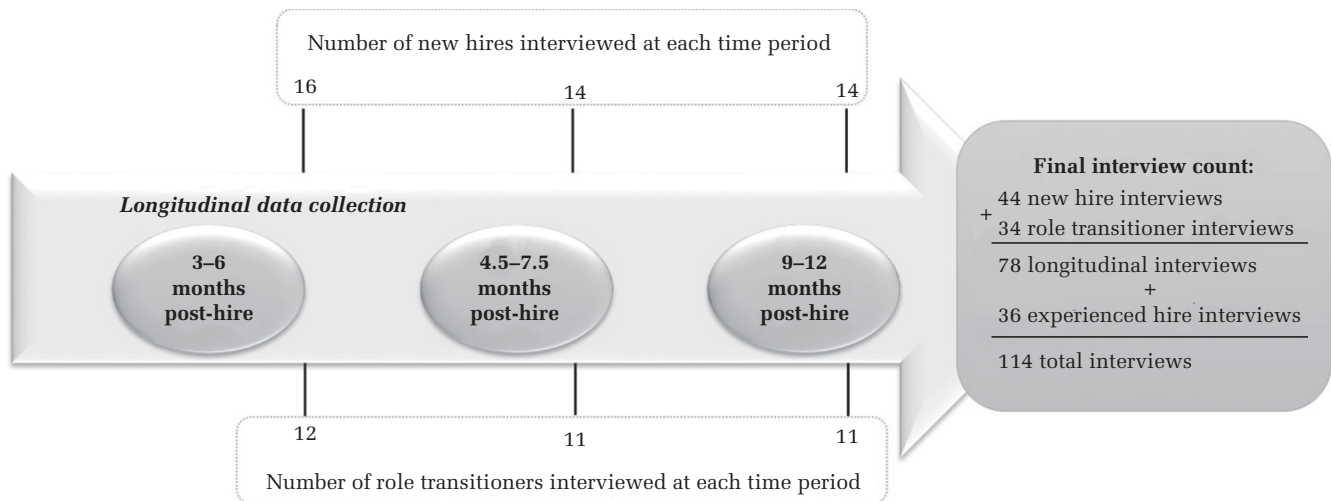 Number of new hires interviewed at each time period
16 14 14
Longitudinal data collection
3–6
months
post-hire
4.5–7.5
months
post-hire
9–12
months
post-hire
12 11 11
Number of role transitioners interviewed at each time period
Final interview count:
44 new hire interviews
+
34 role transitioner interviews
78 longitudinal interviews
+
36 experienced hire interviews
114 total interviews